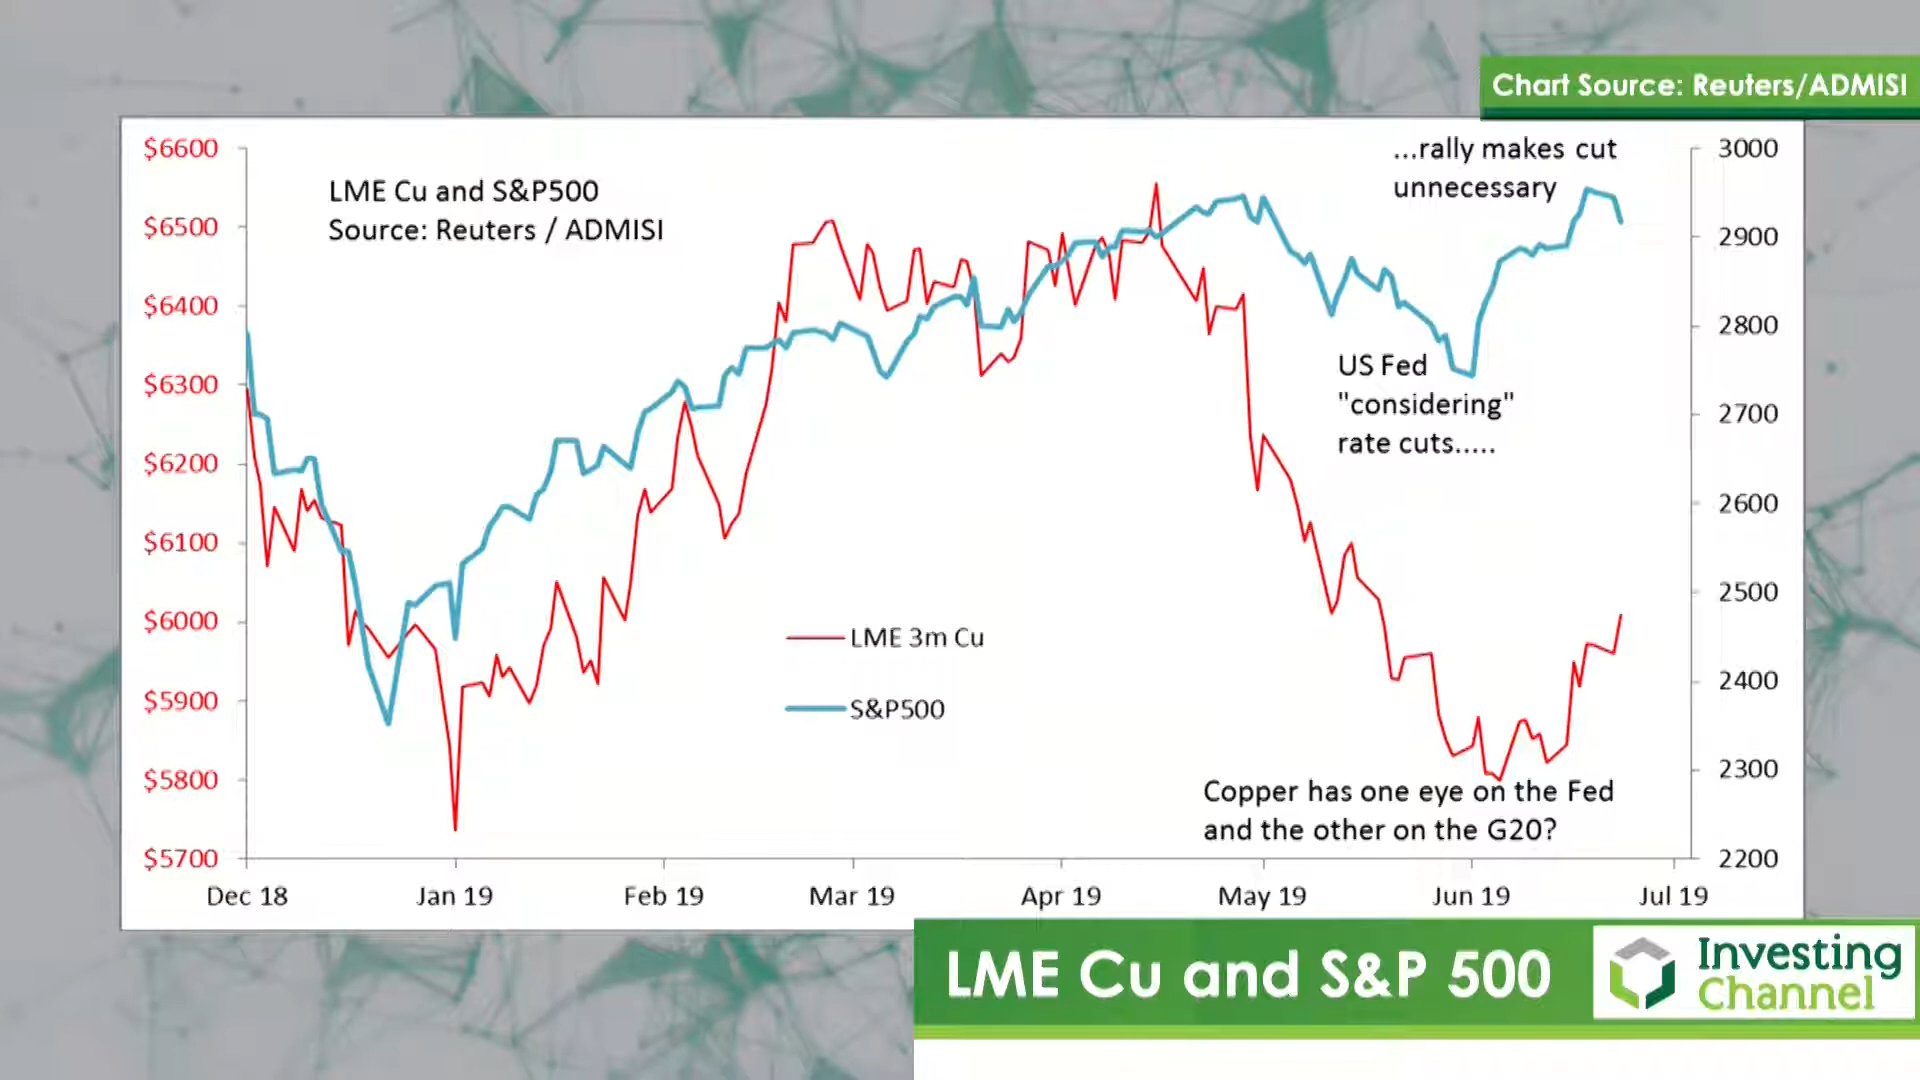 Chart Source: Reuters/ADMISI
LME Cu and S&P500
Source: Reuters / ADMISI
...rally makes cut
unnecessary
US Fed
"considering"
rate cuts.....
LME 3m Cu
S&P500
Copper has one eye on the Fed
and the other on the G20?
$6600
$6500
$6400
$6300
$6200
$6100
$6000
$5900
$5800
$5700
3000
2900
2800
2700
2600
2500
2400
2300
2200
Dec 18 Jan 19 Feb 19 Mar 19 Apr 19 May 19 Jun 19 Jul 19
LME Cu and S&P 500
Investing
Channel